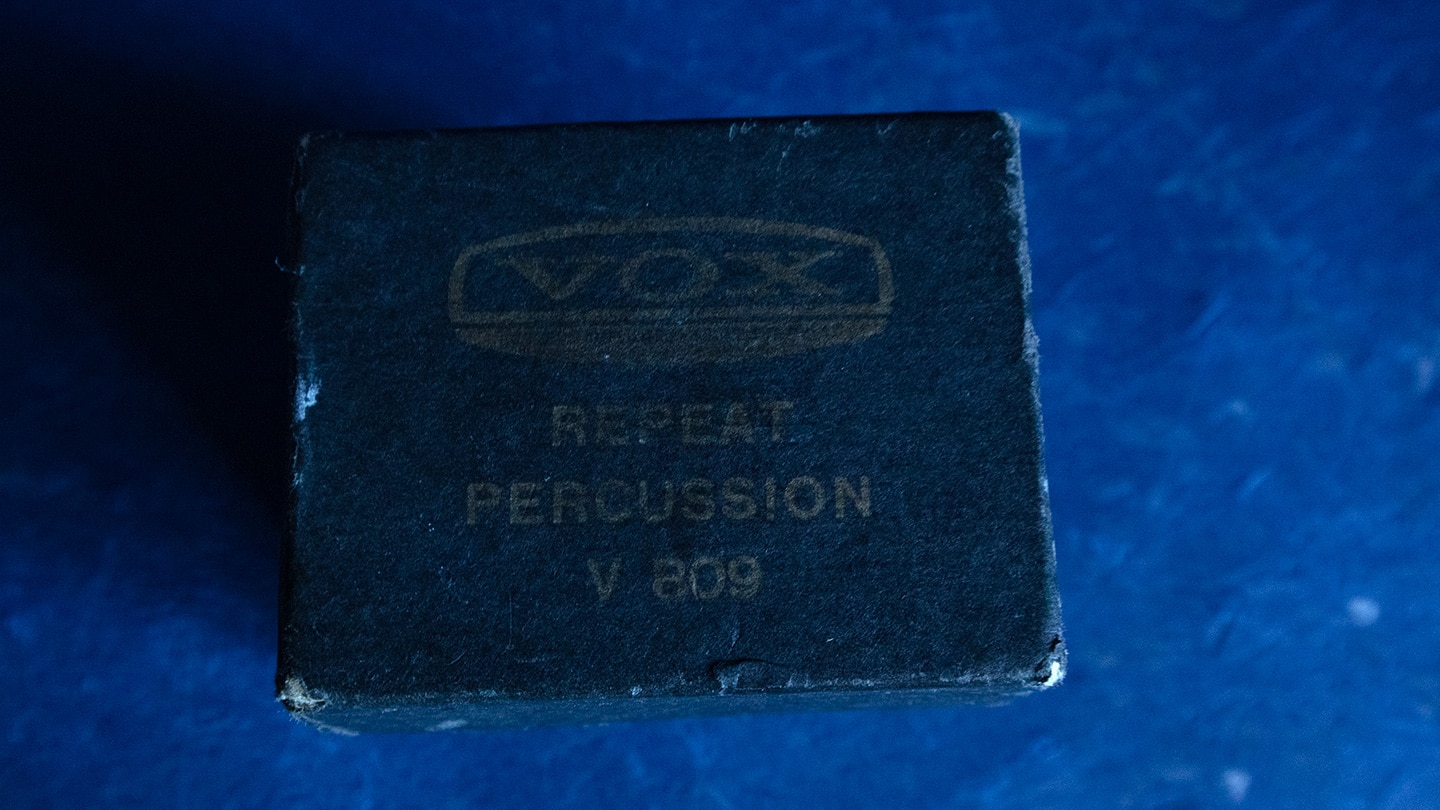 VOX
REPEAT
PERCUSSION
V 809